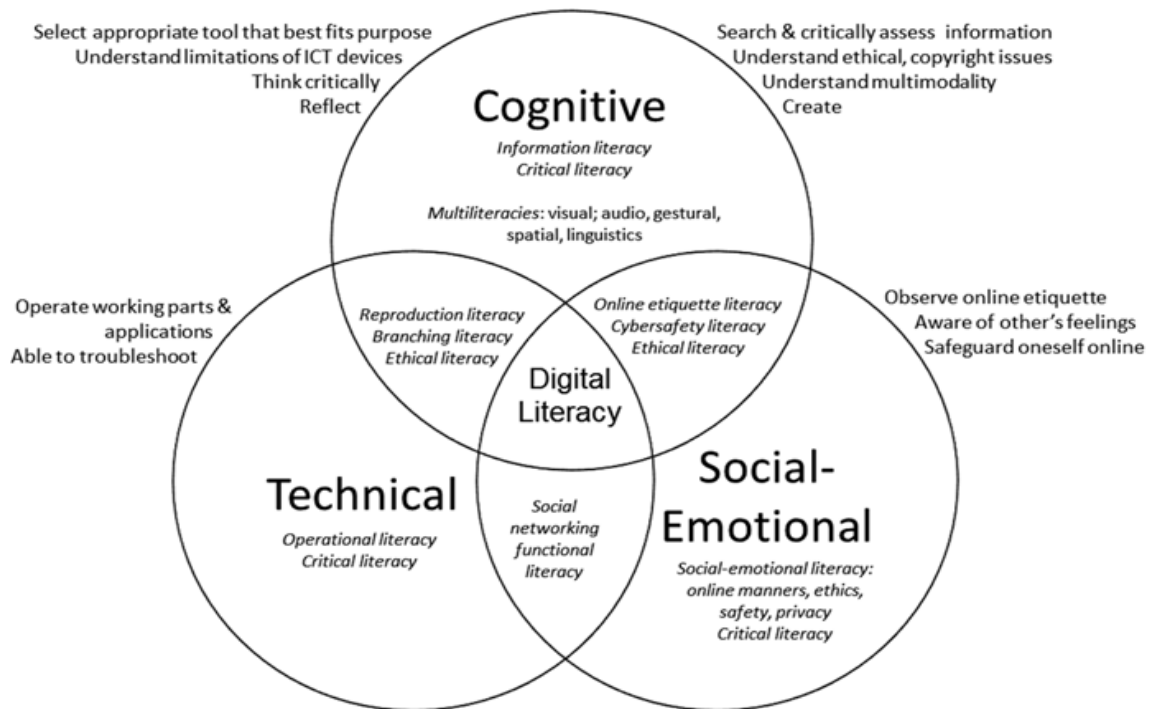 Select appropriate tool that best fits purpose
Understand limitations of ICT devices
Think critically
Reflect
Search & critically assess information
Understand ethical, copyright issues
Understand multimodality
Create
Cognitive
Information literacy
Critical literacy
Multiliteracies: visual; audio, gestural,
spatial, linguistics
Operate working parts &
applications
Able to troubleshoot
Reproduction literacy
Branching literacy
Ethical literacy
Online etiquette literacy
Cybersafety literacy
Ethical literacy
Observe online etiquette
Aware of other's feelings
Safeguard oneself online
Digital
Literacy
Technical
Operational literacy
Critical literacy
Social
networking
functional
literacy
Social-
Emotional
Social-emotional literacy:
online manners, ethics,
safety, privacy
Critical literacy